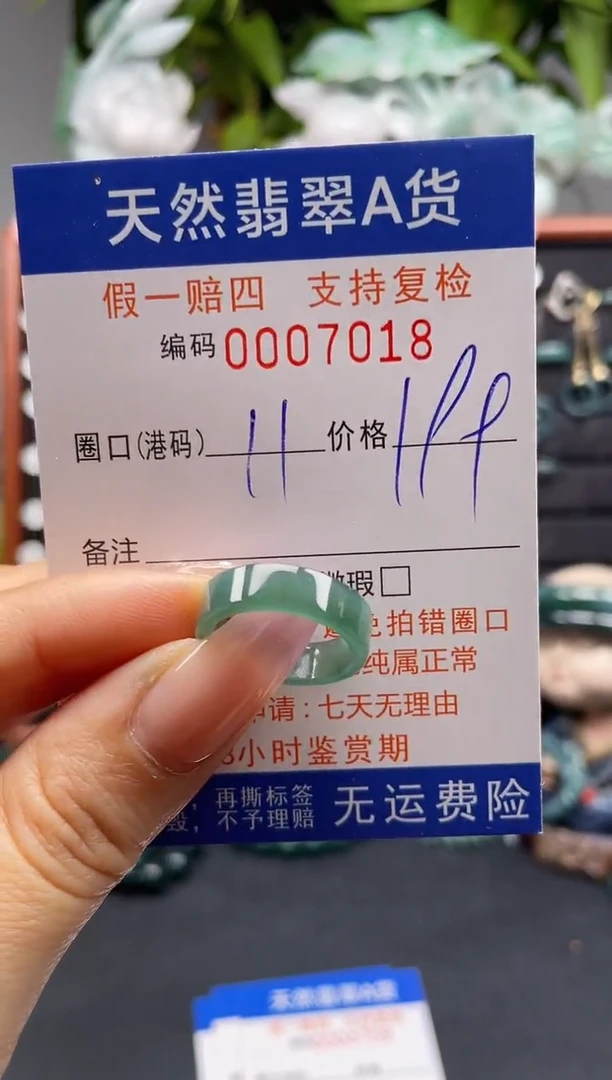 天然翡翠A货
假一赔四 支持复检
编码 0007018
圈口(港码) 11 价格
备注
瑕□
拍错圈口
纯属正常
请:七天无理由
小时鉴赏期
再撕标签
不予理赔
无运费险
天然翡翠A货